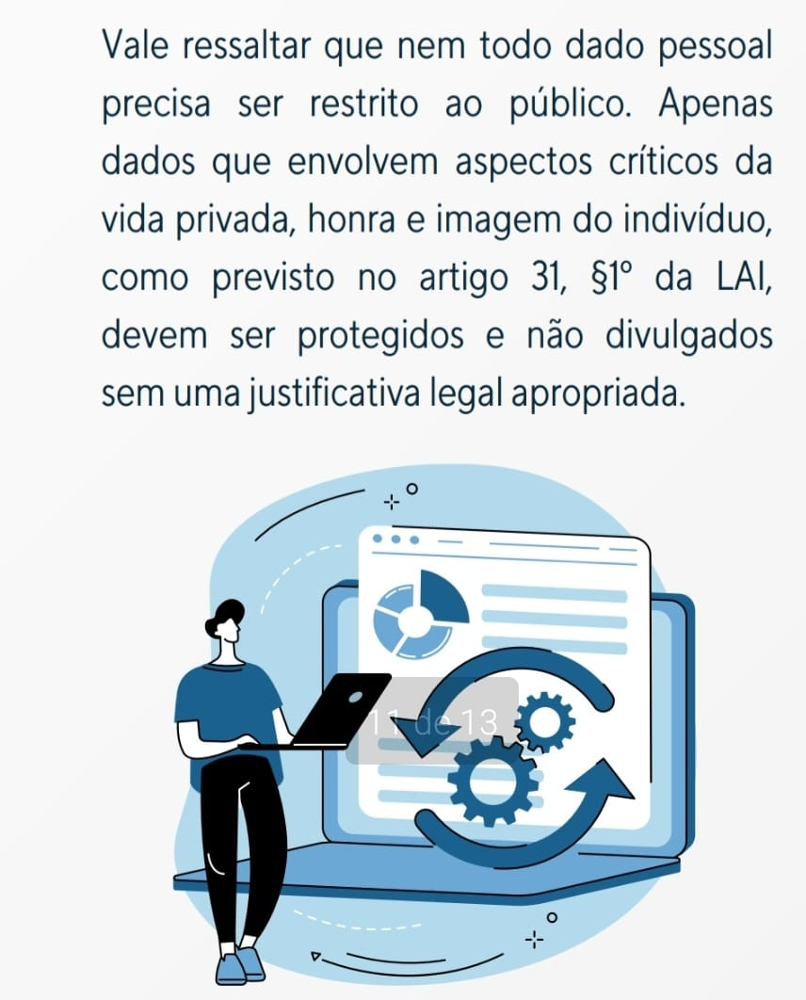 Vale ressaltar que nem todo dado pessoal
precisa ser restrito ao público. Apenas
dados que envolvem aspectos críticos da
vida privada, honra e imagem do indivíduo,
como previsto no artigo 31, §1º da LAI,
devem ser protegidos e não divulgados
sem uma justificativa legal apropriada.
11 de 13